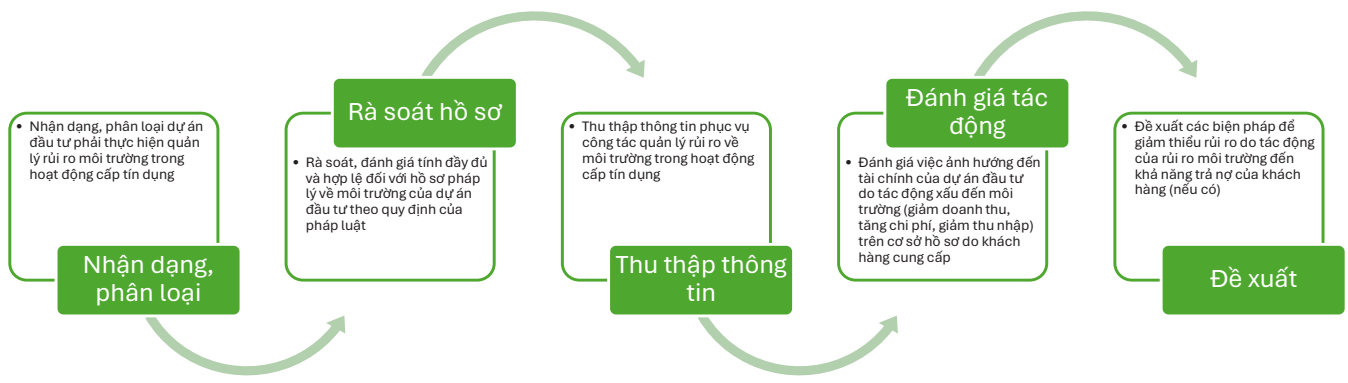 • Nhận dạng, phân loại dự án
đầu tư phải thực hiện quản
lý rủi ro môi trường trong
hoạt động cấp tín dụng
Nhận dạng,
phân loại
Rà soát hồ sơ
• Rà soát, đánh giá tính đầy đủ
và hợp lệ đối với hồ sơ pháp
lý về môi trường của dự án
đầu tư theo quy định của
pháp luật
• Thu thập thông tin phục vụ
công tác quản lý rủi ro về
môi trường trong hoạt động
cấp tín dụng
Thu thập thông
tin
Đánh giá tác
động
• Đánh giá việc ảnh hướng đến
tài chính của dự án đầu tư
do tác động xấu đến môi
trường (giảm doanh thu,
tăng chi phí, giảm thu nhập)
trên cơ sở hồ sơ do khách
hàng cung cấp
• Đề xuất các biện pháp để
giảm thiểu rủi ro do tác động
của rủi ro môi trường đến
khả năng trả nợ của khách
hàng (nếu có)
Đề xuất